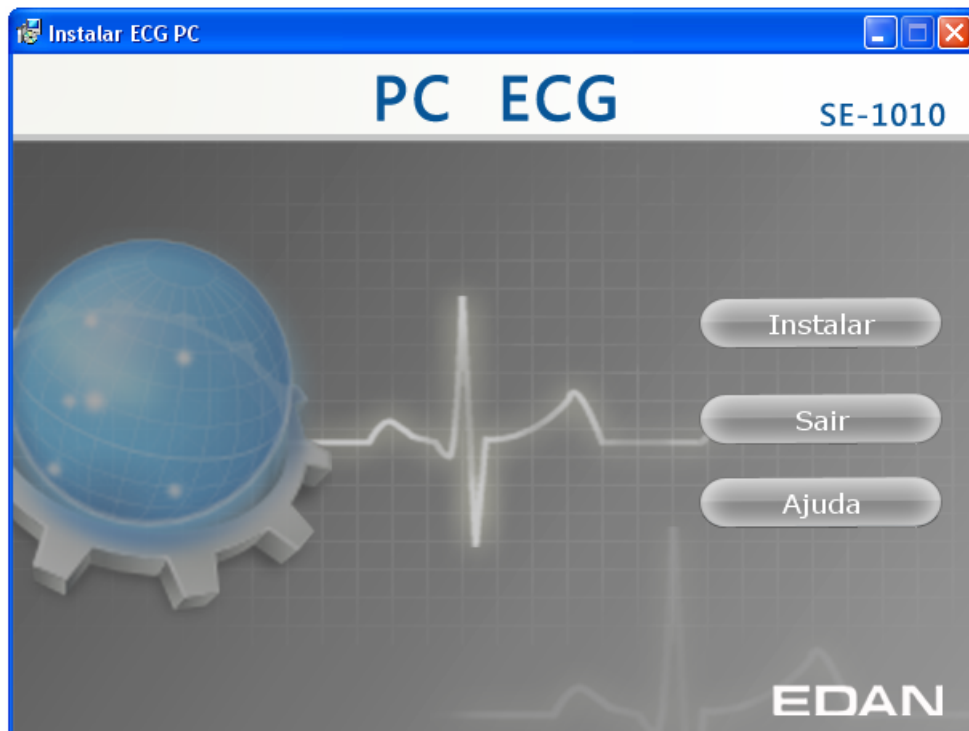 Instalar ECG PC
PC ECG
SE-1010
Instalar
Sair
Ajuda
EDAN